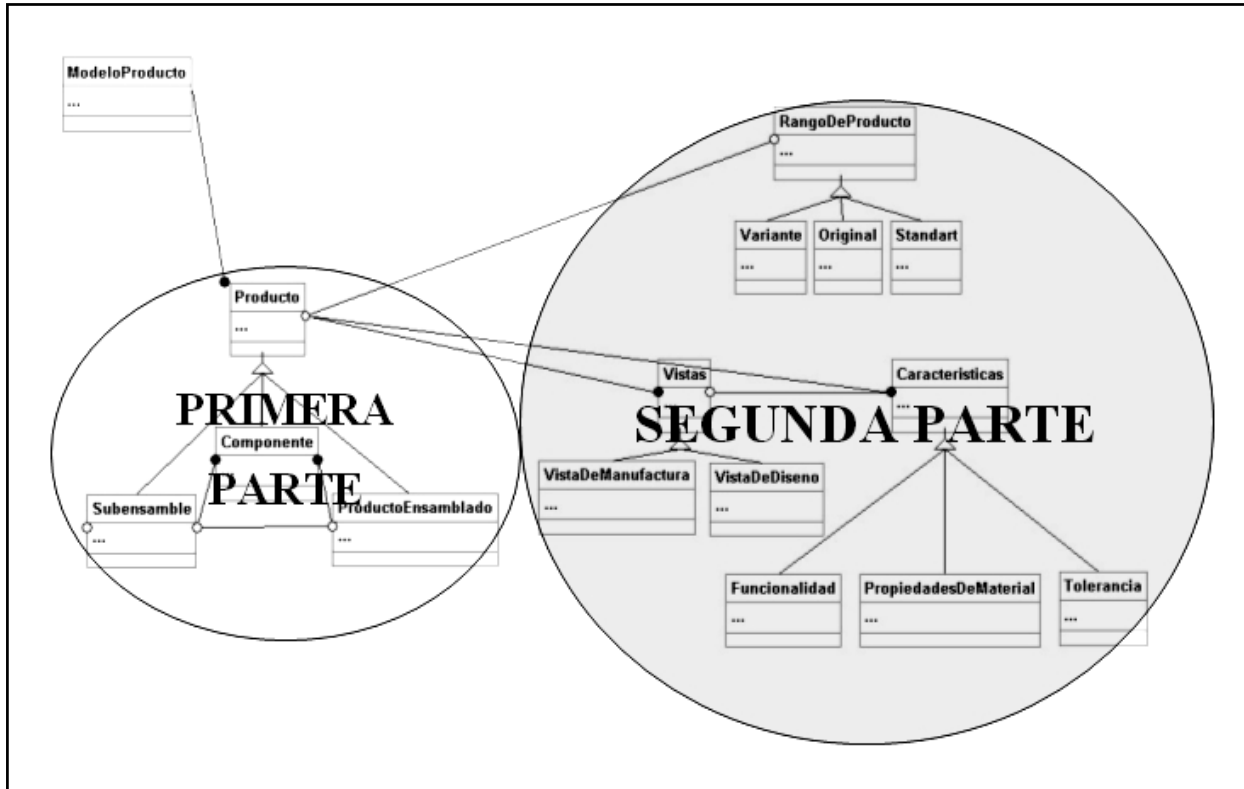 ModeloProducto
...
RangoDeProducto
...
Variante
...
Original
...
Standart
...
Producto
...
Vistas
Caracteristicas
...
PRIMERA
PARTE
SEGUNDA PARTE
Componente
Subensamble
...
ProductoEnsamblado
...
VistaDeManufactura
...
VistaDeDiseno
...
Funcionalidad
...
PropiedadesDeMaterial
...
Tolerancia
...